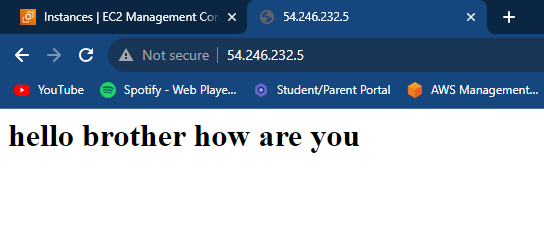 Instances | EC2 Management Con
54.246.232.5
Not secure
54.246.232.5
YouTube
Spotify - Web Playe...
Student/Parent Portal
AWS Management...
hello brother how are you